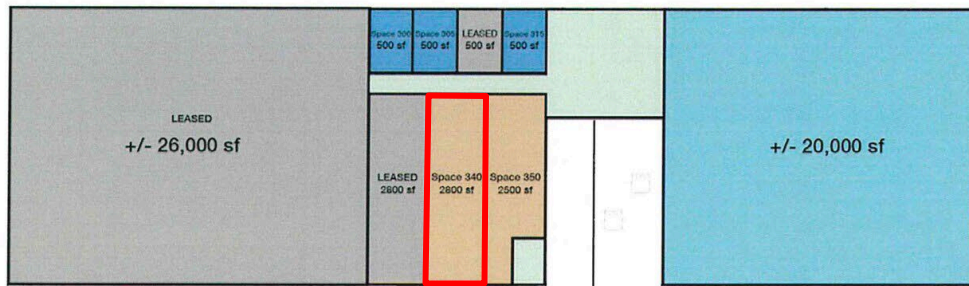 Space 300
500 sf
Space 305
500 sf
LEASED
500 sf
Space 315
500 sf
LEASED
+/- 26,000 sf
LEASED
2800 sf
Space 340
2800 sf
Space 350
2500 sf
+/- 20,000 sf